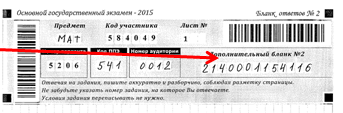 Основной государственный экзамен - 2015 Бланк ответов № 2
Предмет Код участника Лист №
МАТ 584049 1
Код ППЭ Номер аудитории Дополнительный бланк №2
5206 541 0012 2140001154116
Отвечая на задания, пишите аккуратно и разборчиво, соблюдая разметку страницы.
Не забудьте указать номер задания, на которое Вы отвечаете.
Условия задания переписывать не нужно.